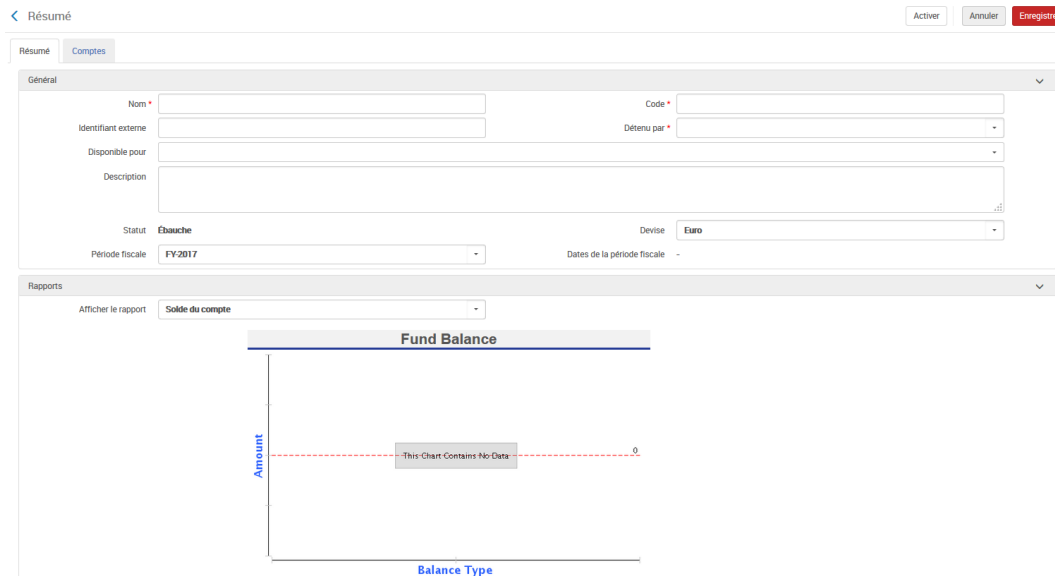 Résumé
Activer
Annuler
Enregistre
Résumé
Comptes
Général
Nom *
Code *
Identifiant externe
Détenu par *
Disponible pour
Description
Statut Ébauche
Devise Euro
Période fiscale FY-2017
Dates de la période fiscale -
Rapports
Afficher le rapport Solde du compte
Fund Balance
Amount
This Chart Contains No Data
0
Balance Type